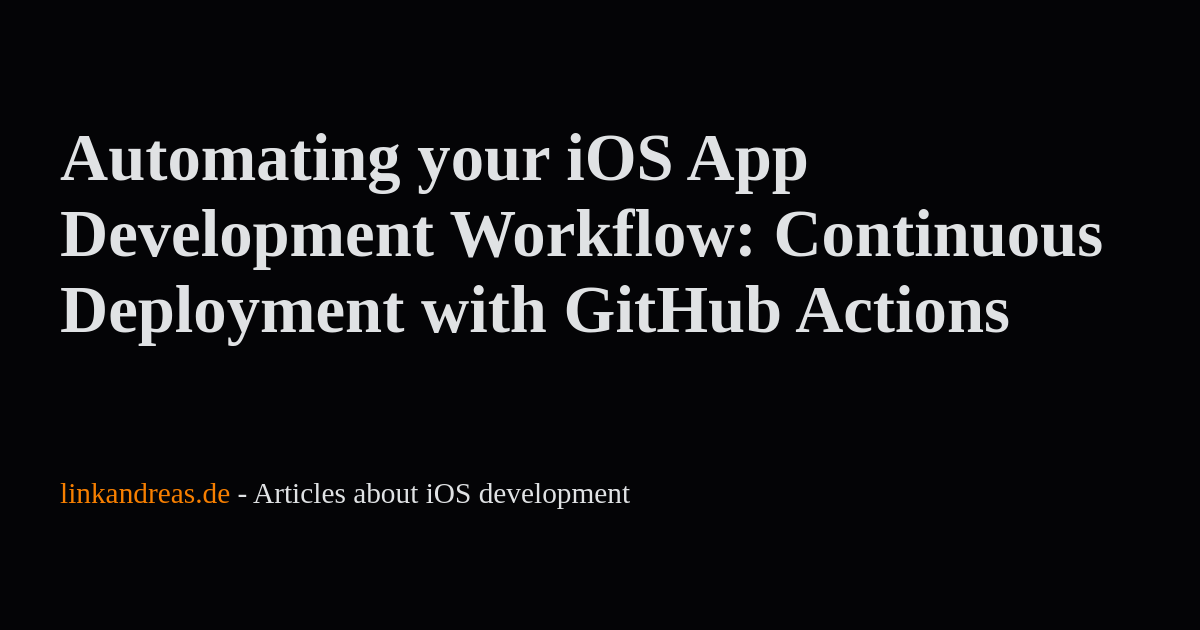 Automating your iOS App
Development Workflow: Continuous
Deployment with GitHub Actions
linkandreas.de - Articles about iOS development